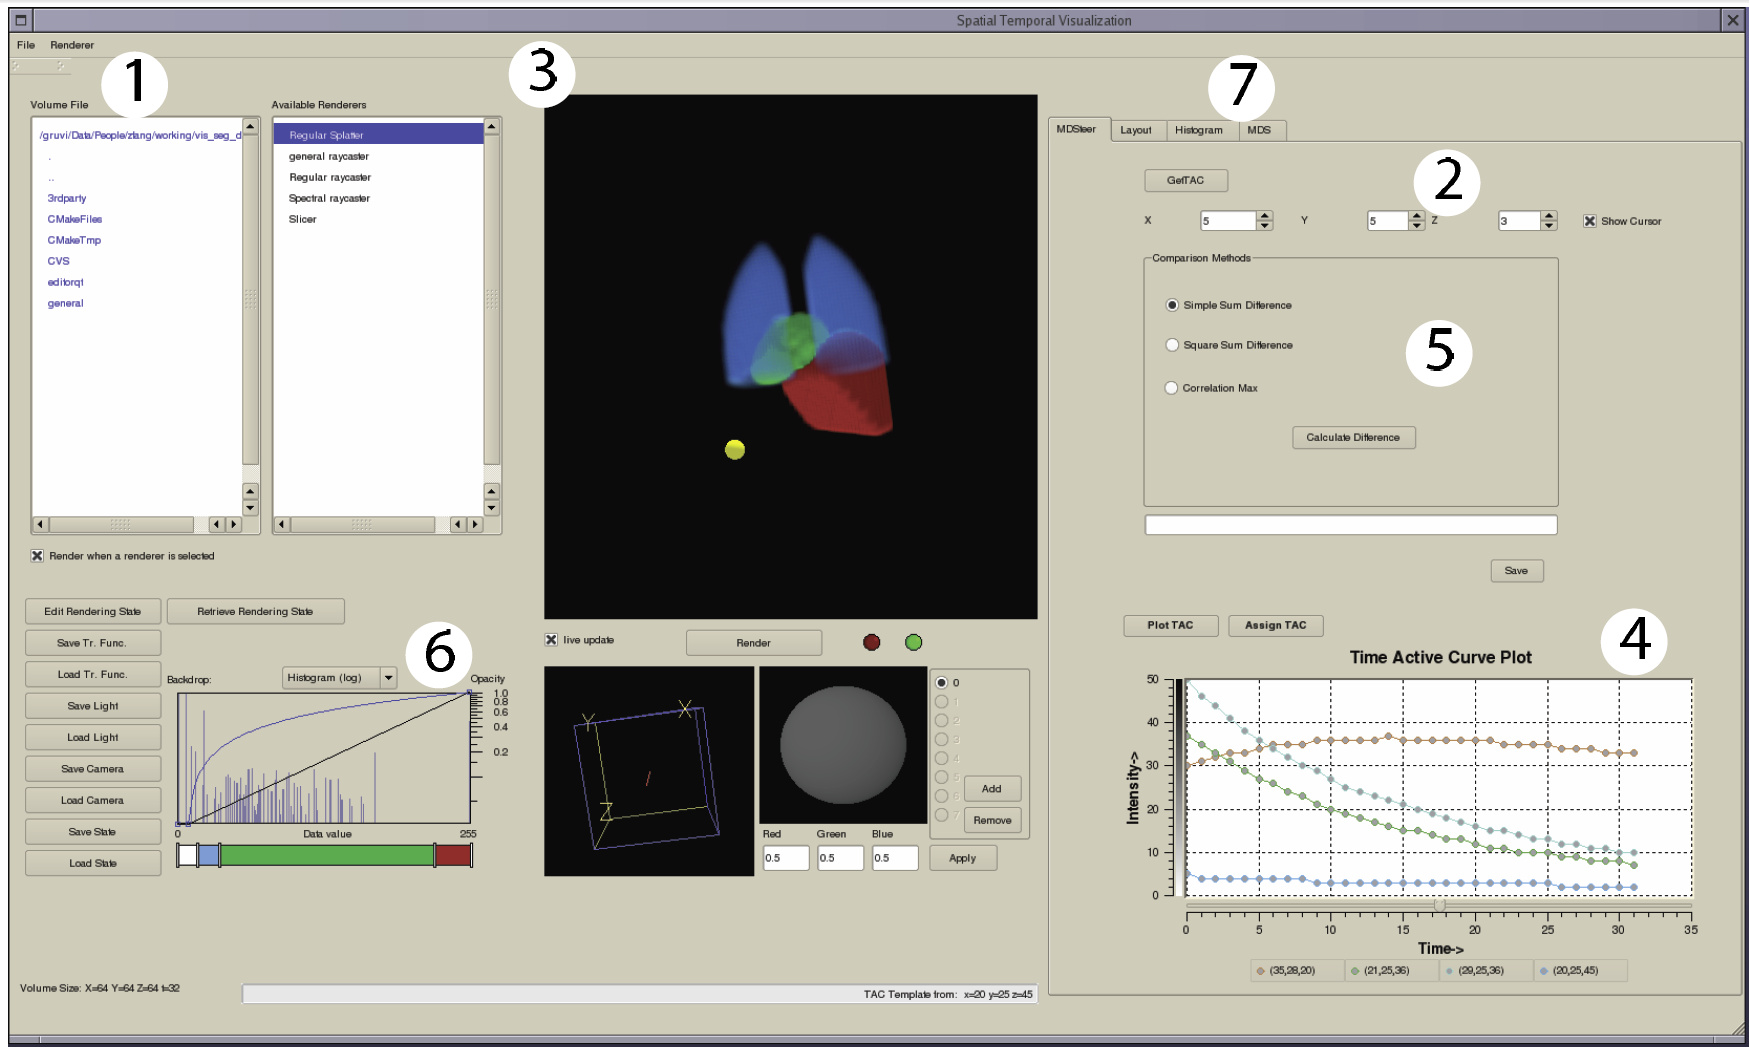 Spatial Temporal Visualization
File Renderer
1
3
7
Volume File
Available Renderers
/gruvi/Data/People/ztang/working/vis_seg_d
.
..
3rdparty
CMakeFiles
CMakeTmp
CVS
editorqt
general
Regular Splatter
general raycaster
Regular raycaster
Spectral raycaster
Slicer
Render when a renderer is selected
MDSteer Layout Histogram MDS
GetTAC
2
X 5 Y 5 Z 3 Show Cursor
Comparison Methods
Simple Sum Difference
Square Sum Difference
Correlation Max
5
Calculate Difference
Save
Edit Rendering State Retrieve Rendering State
Save Tr. Func.
Load Tr. Func.
Save Light
Load Light
Save Camera
Load Camera
Save State
Load State
6
Backdrop: Histogram (log) Opacity
1.0
0.8
0.6
0.4
0.2
0 Data value 255
live update Render
Y X
Z
0
1
2
3
4
5
6
7
Add
Remove
Red Green Blue
0.5 0.5 0.5 Apply
Plot TAC Assign TAC
4
Time Active Curve Plot
Intensity->
50
40
30
20
10
0
0 5 10 15 20 25 30 35
Time->
(35,28,20) (21,25,36) (29,25,36) (20,25,45)
Volume Size: X=64 Y=64 Z=64 t=32
TAC Template from: x=20 y=25 z=45